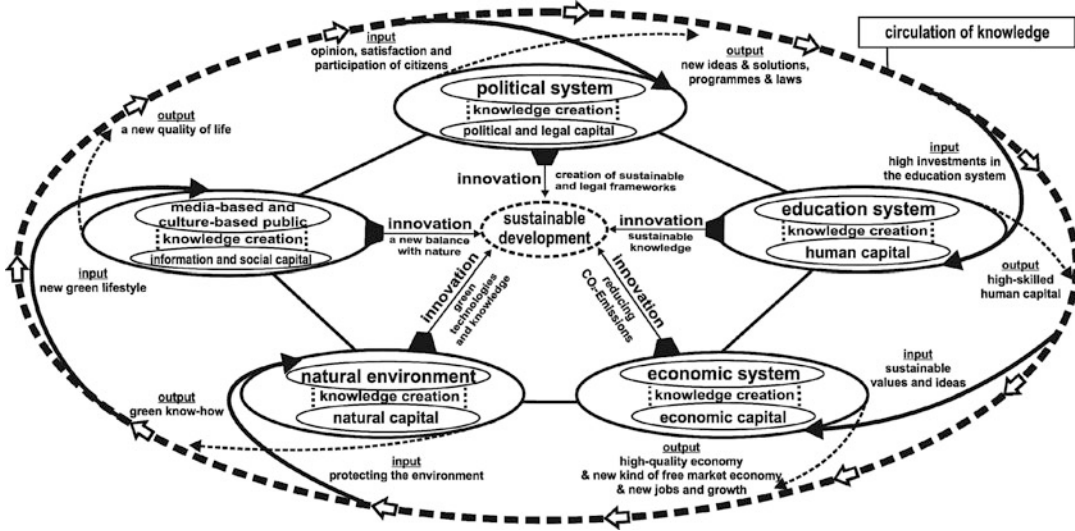 circulation of knowledge
input
opinion, satisfaction and
participation of citizens
output
new ideas & solutions,
programmes & laws
political system
knowledge creation
political and legal capital
innovation
creation of sustainable
and legal frameworks
output
a new quality of life
input
high investments in
the education system
media-based and
culture-based public
knowledge creation
information and social capital
innovation
a new balance
with nature
sustainable
development
innovation
sustainable
knowledge
education system
knowledge creation
human capital
input
new green lifestyle
output
high-skilled
human capital
innovation
green
technologies
and knowledge
innovation
reducing
CO₂-Emissions
natural environment
knowledge creation
natural capital
economic system
knowledge creation
economic capital
input
sustainable
values and ideas
output
green know-how
input
protecting the environment
output
high-quality economy
& new kind of free market economy
& new jobs and growth